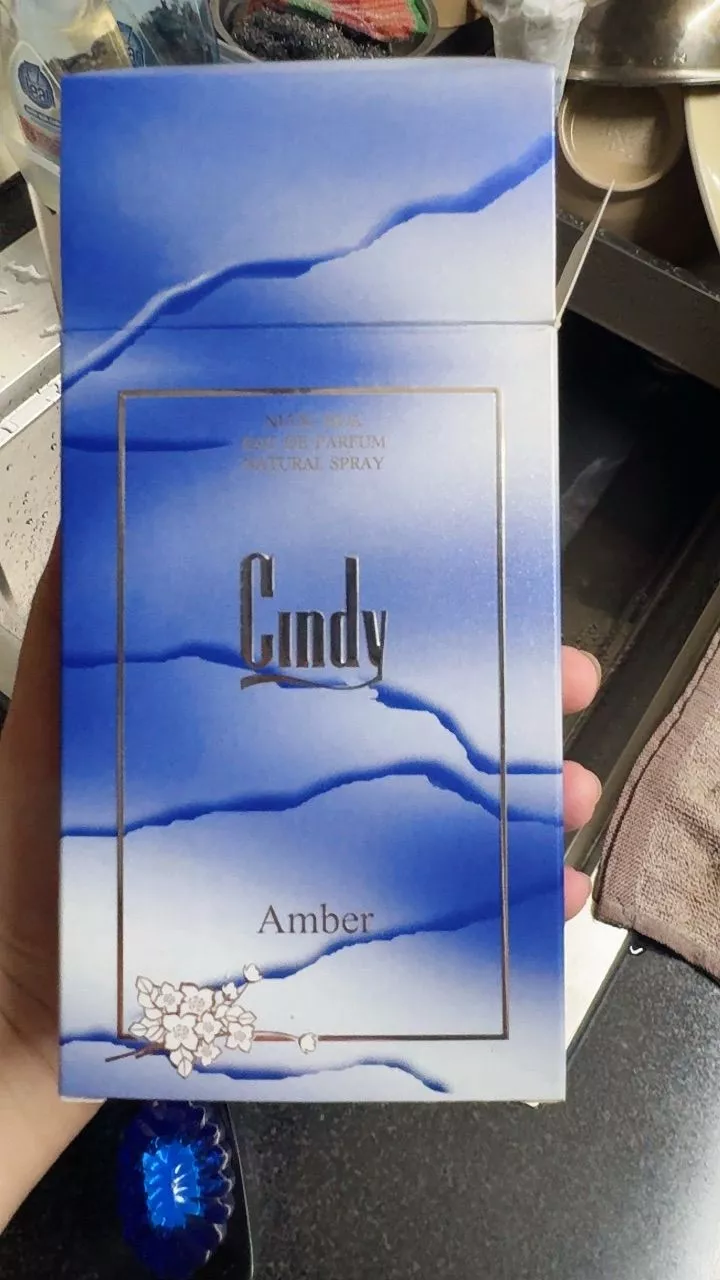 EAU DE PARFUM
NATURAL SPRAY
Cindy
Amber